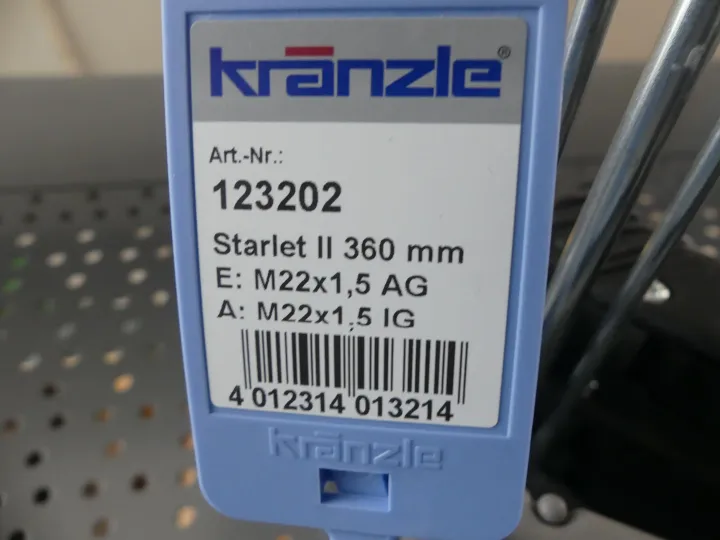 kränzle®
Art.-Nr.:
123202
Starlet II 360 mm
E: M22x1,5 AG
A: M22x1,5 IG
4 012314 013214
kränzle